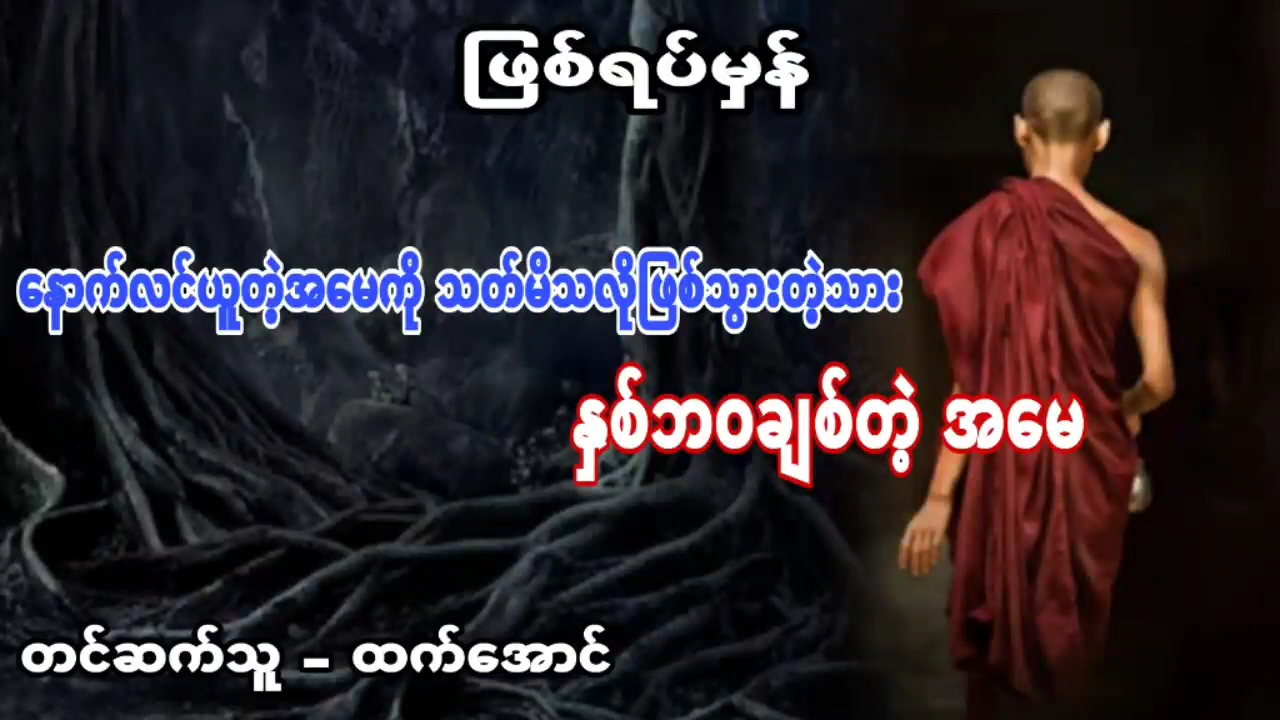 ဖြစ်ရပ်မှန်
နောက်လင်ယူတဲ့အမေကို သတ်မိသလိုဖြစ်သွားတဲ့သား
နှစ်ဘဝချစ်တဲ့ အမေ
တင်ဆက်သူ - ထက်အောင်